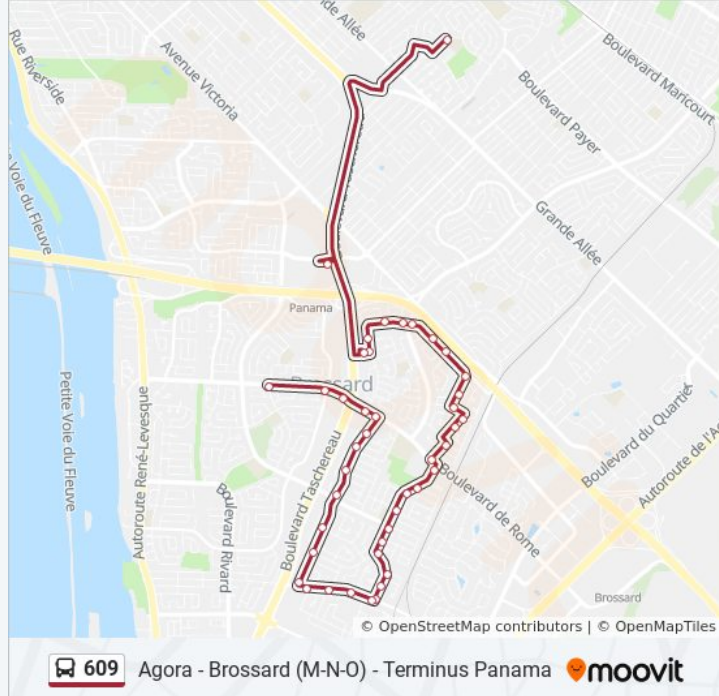 Grande Allée
Rue Riverside
Avenue Victoria
Boulevard Maricourt
Boulevard Payer
Petite Voie du Fleuve
Grande Allée
Panama
Brossard
Petite Voie du Fleuve
Autoroute René-Levesque
Boulevard Taschereau
Boulevard Rivard
Boulevard de Rome
Boulevard du Quartier
Autoroute de l'A
Brossard
© OpenStreetMap contributors | © OpenMapTiles
609 Agora - Brossard (M-N-O) - Terminus Panama moovit